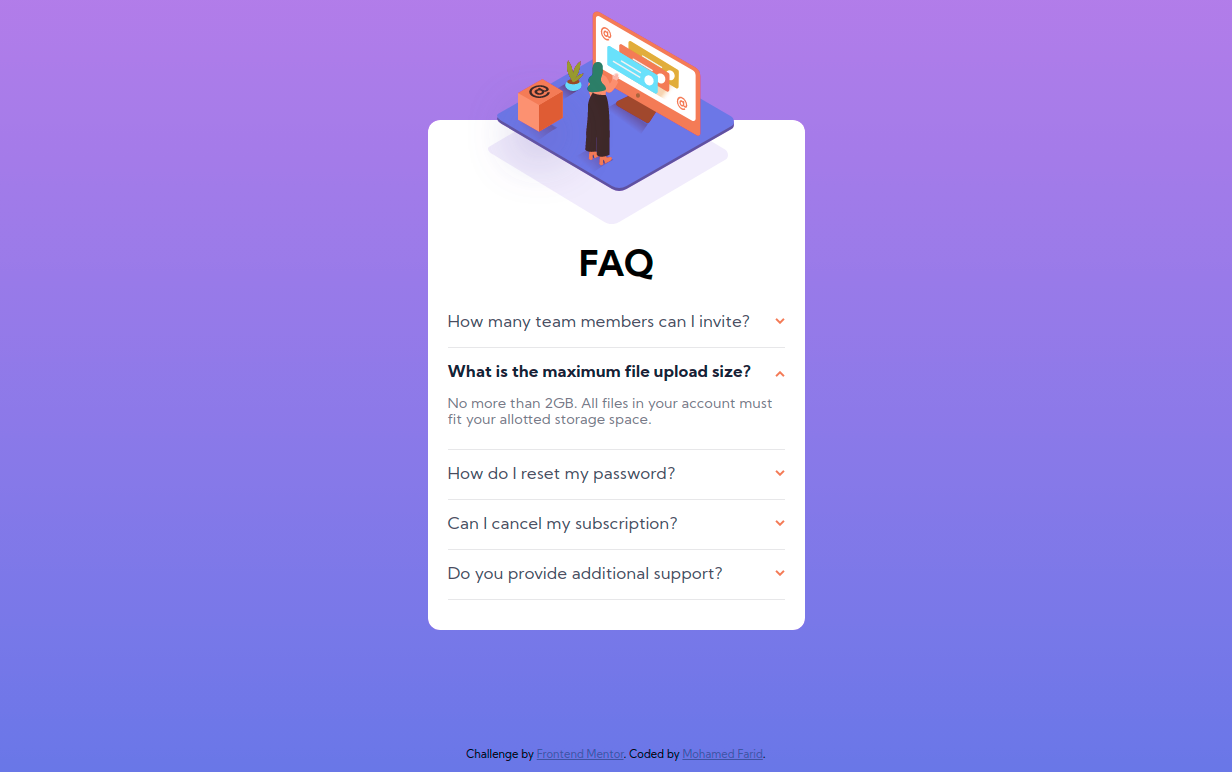 FAQ
How many team members can I invite?
What is the maximum file upload size?
No more than 2GB. All files in your account must
fit your allotted storage space.
How do I reset my password?
Can I cancel my subscription?
Do you provide additional support?
Challenge by Frontend Mentor. Coded by Mohamed Farid.